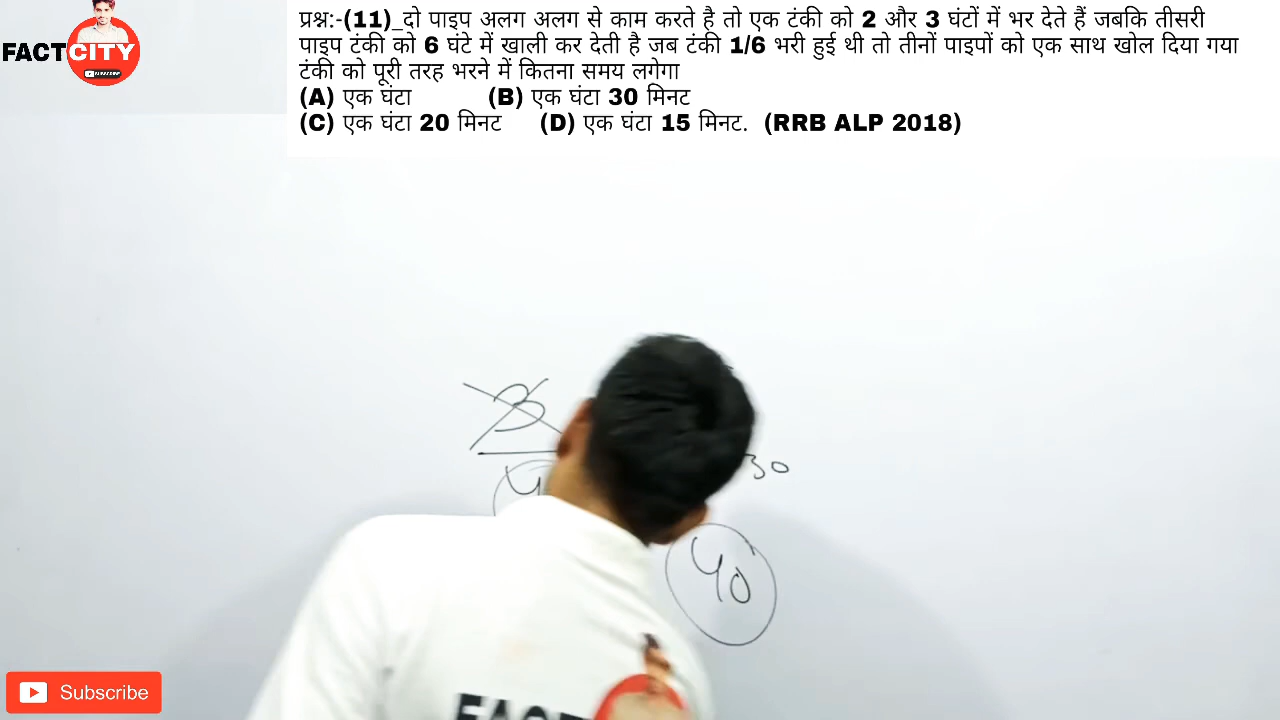 FACTCITY
SUBSCRIBE
प्रश्न:-(11)_दो पाइप अलग अलग से काम करते है तो एक टंकी को 2 और 3 घंटों में भर देते हैं जबकि तीसरी
पाइप टंकी को 6 घंटे में खाली कर देती है जब टंकी 1/6 भरी हुई थी तो तीनों पाइपों को एक साथ खोल दिया गया
टंकी को पूरी तरह भरने में कितना समय लगेगा
(A) एक घंटा (B) एक घंटा 30 मिनट
(C) एक घंटा 20 मिनट (D) एक घंटा 15 मिनट. (RRB ALP 2018)
30
Subscribe